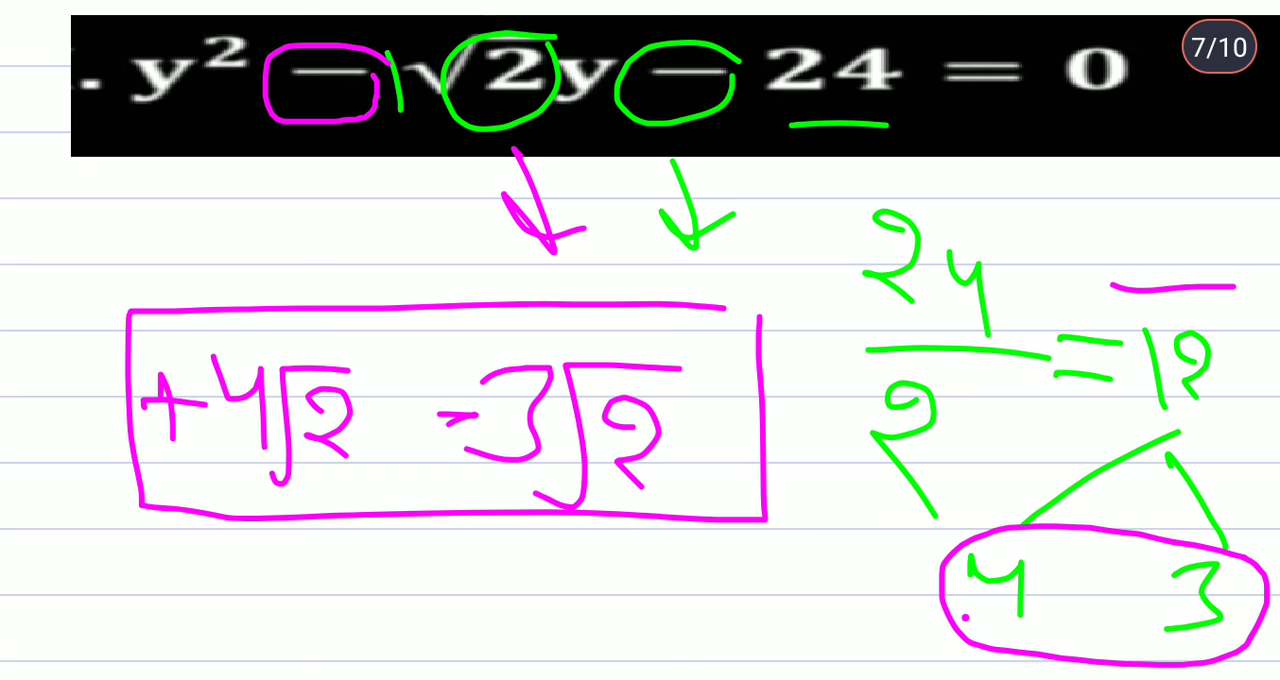 . y² − √2y − 24 = 0
7/10
24
── = 12
2
+4√2 -3√2
4 3